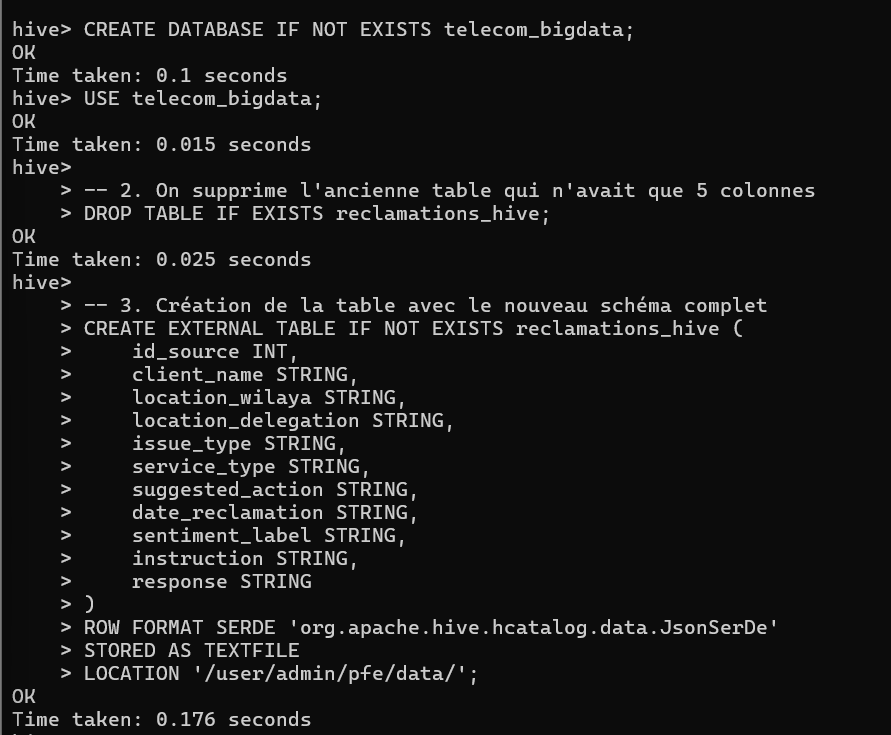 hive> CREATE DATABASE IF NOT EXISTS telecom_bigdata;
OK
Time taken: 0.1 seconds
hive> USE telecom_bigdata;
OK
Time taken: 0.015 seconds
hive>
    > -- 2. On supprime l'ancienne table qui n'avait que 5 colonnes
    > DROP TABLE IF EXISTS reclamations_hive;
OK
Time taken: 0.025 seconds
hive>
    > -- 3. Création de la table avec le nouveau schéma complet
    > CREATE EXTERNAL TABLE IF NOT EXISTS reclamations_hive (
    >     id_source INT,
    >     client_name STRING,
    >     location_wilaya STRING,
    >     location_delegation STRING,
    >     issue_type STRING,
    >     service_type STRING,
    >     suggested_action STRING,
    >     date_reclamation STRING,
    >     sentiment_label STRING,
    >     instruction STRING,
    >     response STRING
    > )
    > ROW FORMAT SERDE 'org.apache.hive.hcatalog.data.JsonSerDe'
    > STORED AS TEXTFILE
    > LOCATION '/user/admin/pfe/data/';
OK
Time taken: 0.176 seconds